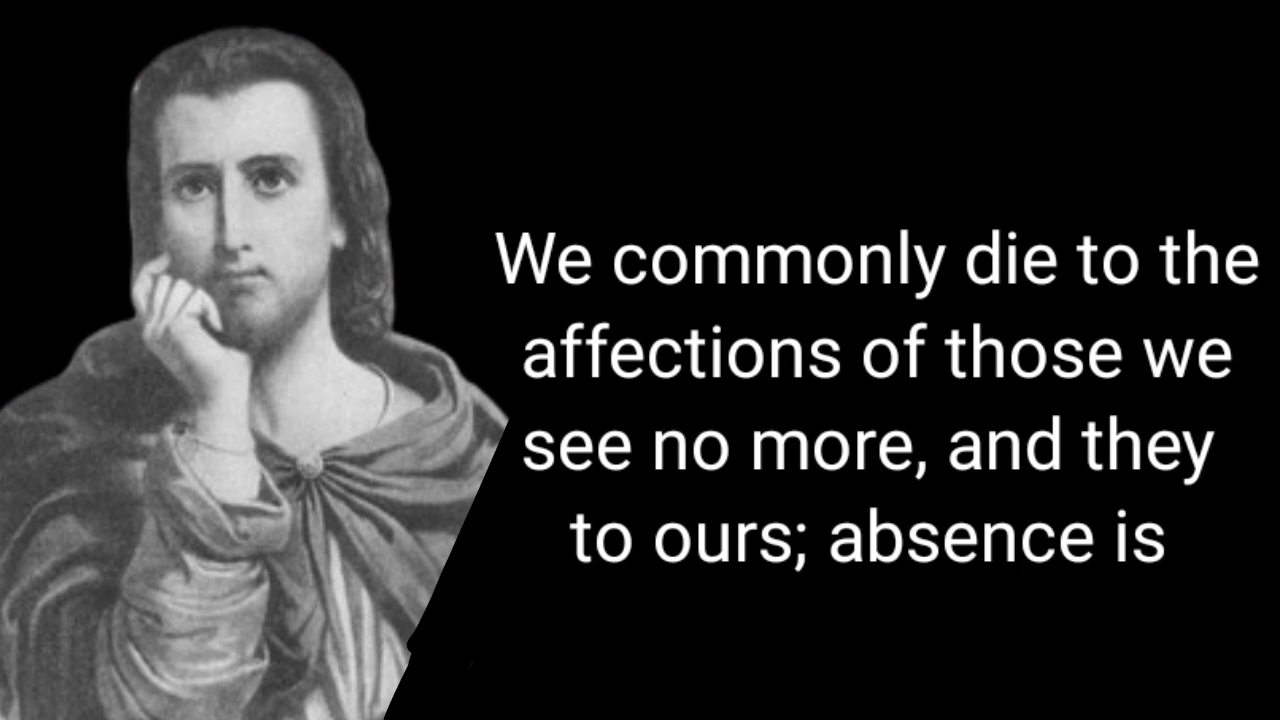 We commonly die to the
affections of those we
see no more, and they
to ours; absence is